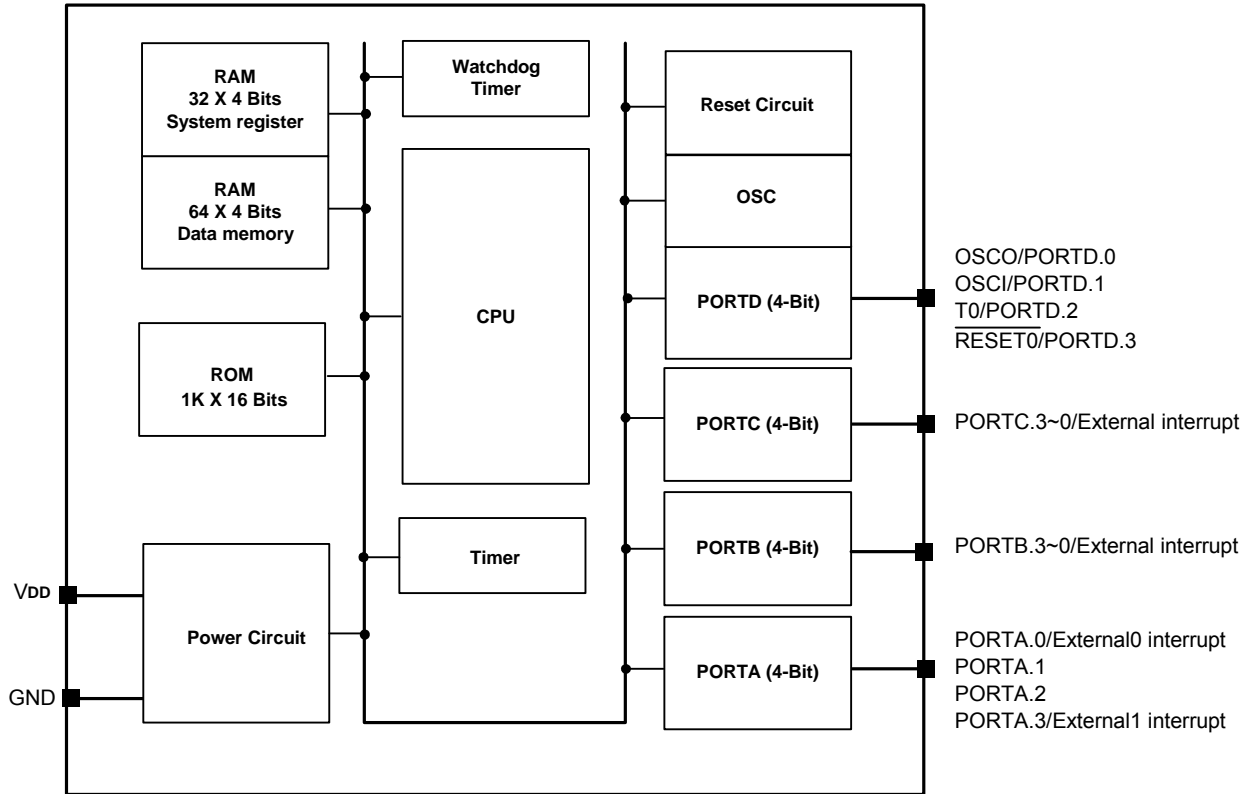 RAM
32 X 4 Bits
System register
RAM
64 X 4 Bits
Data memory
ROM
1K X 16 Bits
VDD
GND
Power Circuit
Watchdog
Timer
CPU
Timer
Reset Circuit
OSC
PORTD (4-Bit)
PORTC (4-Bit)
PORTB (4-Bit)
PORTA (4-Bit)
OSCO/PORTD.0
OSCI/PORTD.1
T0/PORTD.2
RESET0/PORTD.3
PORTC.3~0/External interrupt
PORTB.3~0/External interrupt
PORTA.0/External0 interrupt
PORTA.1
PORTA.2
PORTA.3/External1 interrupt